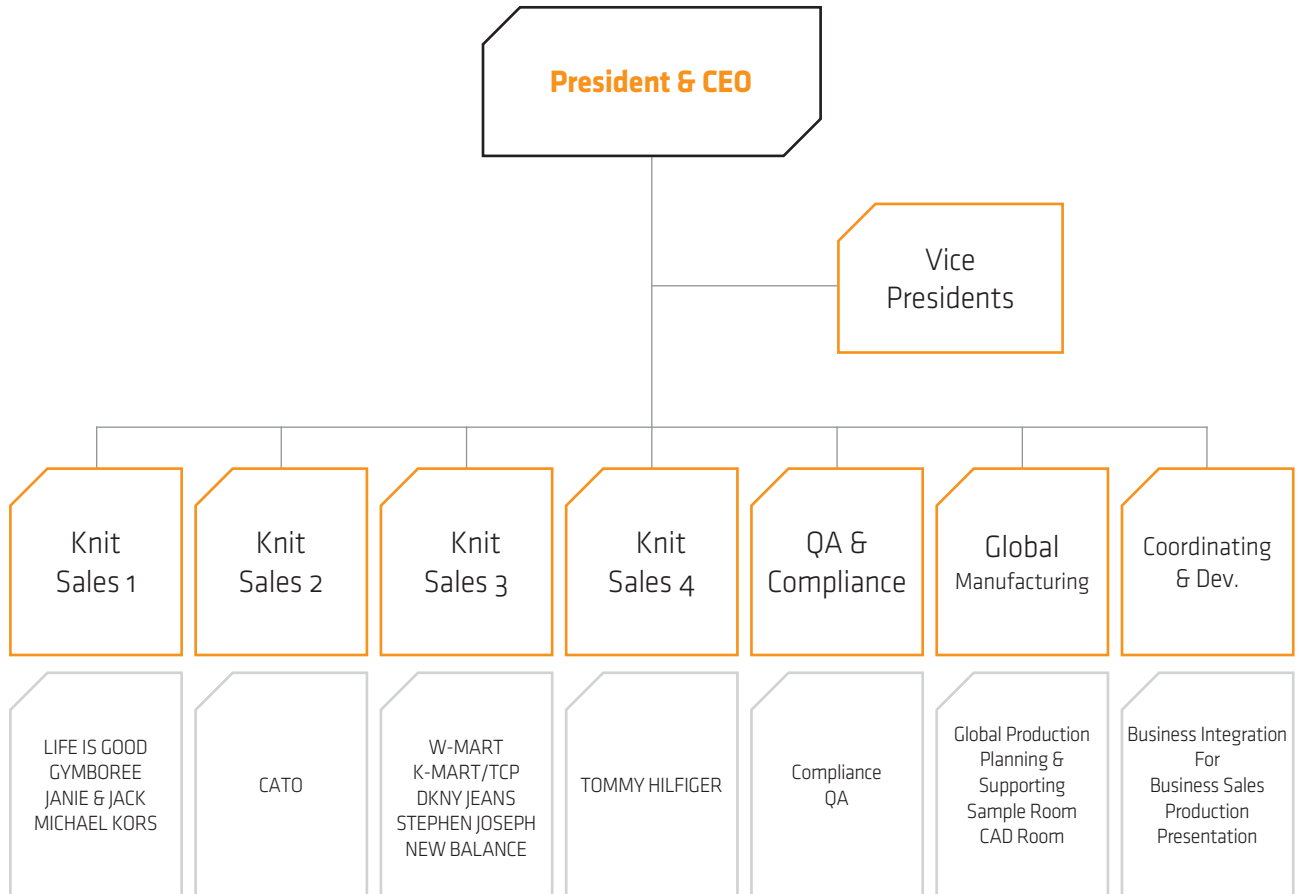 President & CEO
Vice
Presidents
Knit
Sales 1
Knit
Sales 2
Knit
Sales 3
Knit
Sales 4
QA &
Compliance
Global
Manufacturing
Coordinating
& Dev.
LIFE IS GOOD
GYMBOREE
JANIE & JACK
MICHAEL KORS
CATO
W-MART
K-MART/TCP
DKNY JEANS
STEPHEN JOSEPH
NEW BALANCE
TOMMY HILFIGER
Compliance
QA
Global Production
Planning &
Supporting
Sample Room
CAD Room
Business Integration
For
Business Sales
Production
Presentation